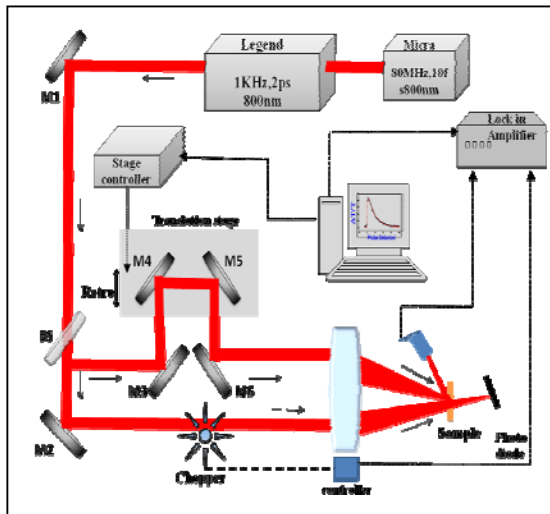 Legend
1KHz,2ps
800nm
Micra
80MHz,10f
s800nm
M1
Lock in
Amplifier
Stage
controller
ΔT/T
Translation stage
M4
M5
Retro
BS
M3
M6
M2
Chopper
controller
Sample
Photo
diode